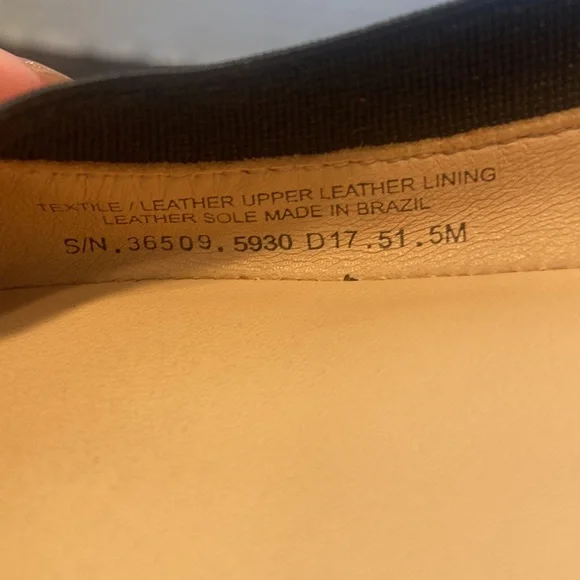 TEXTILE / LEATHER UPPER LEATHER LINING
LEATHER SOLE MADE IN BRAZIL
S/N.36509.5930 D17.51.5M